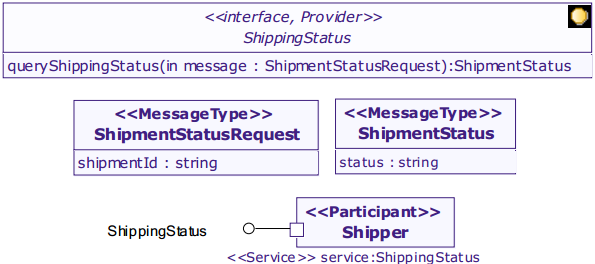 <<interface, Provider>>
ShippingStatus
queryShippingStatus(in message : ShipmentStatusRequest):ShipmentStatus
<<MessageType>>
ShipmentStatusRequest
shipmentId : string
<<MessageType>>
ShipmentStatus
status : string
<<Participant>>
Shipper
ShippingStatus
<<Service>> service:ShippingStatus